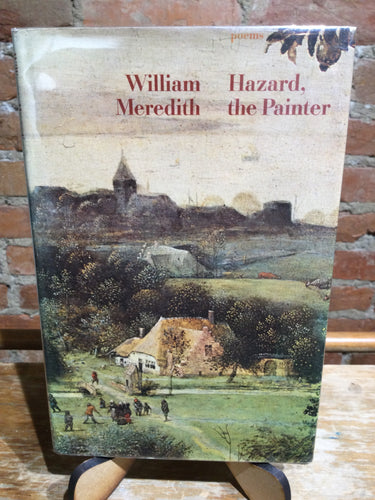 poems
William
Meredith
Hazard,
the Painter